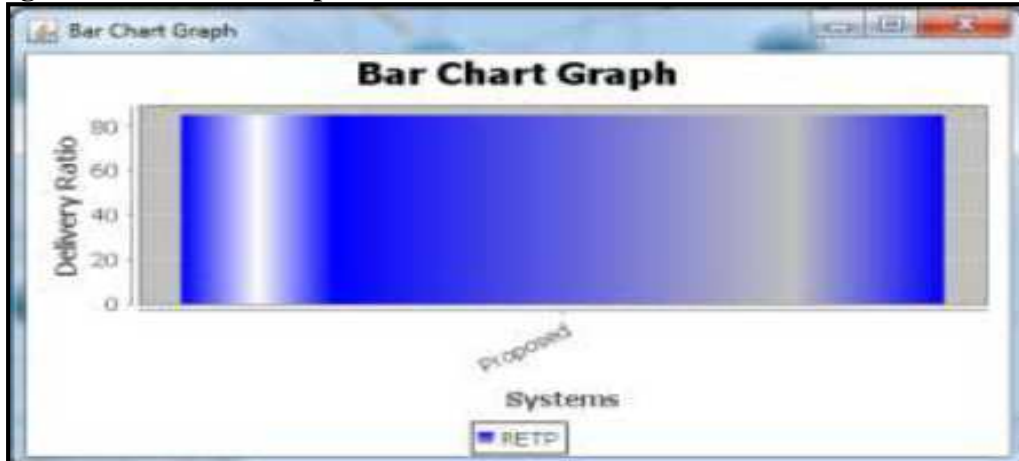 Bar Chart Graph
Bar Chart Graph
Delivery Ratio
80
60
40
20
0
Proposed
Systems
RETP